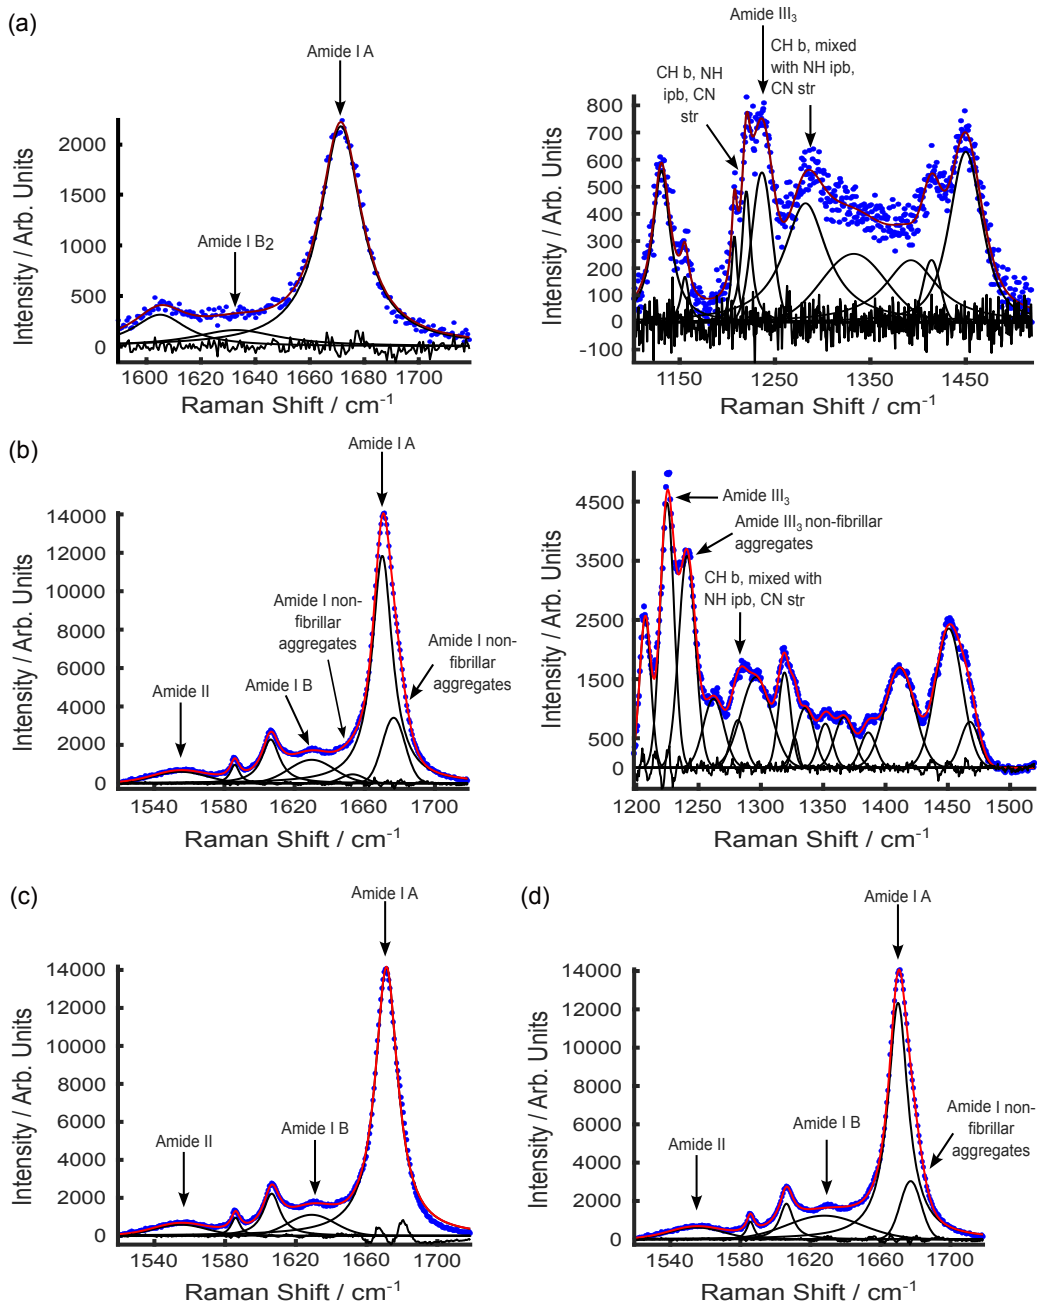 (a)
Amide I A
Amide I B2
Intensity / Arb. Units
2000
1000
500
0
1600
1620
1640
1660
1680
1700
Raman Shift / cm-1
Amide III3
CH b, NH
ipb, CN
str
CH b, mixed
with NH ipb,
CN str
Intensity / Arb. Units
800
700
600
500
400
300
200
100
0
-100
1150
1250
1350
1450
Raman Shift / cm-1
(b)
Amide I A
Amide I non-
fibrillar
aggregates
Amide I non-
fibrillar
aggregates
Amide II
Amide I B
Intensity / Arb. Units
14000
12000
10000
8000
6000
4000
2000
0
1540
1580
1620
1660
1700
Raman Shift / cm-1
Amide III3
Amide III3 non-fibrillar
aggregates
CH b, mixed with
NH ipb, CN str
Intensity / Arb. Units
4500
3500
2500
1500
500
0
1200
1250
1300
1350
1400
1450
1500
Raman Shift / cm-1
(c)
Amide I A
Amide II
Amide I B
Intensity / Arb. Units
14000
12000
10000
8000
6000
4000
2000
0
1540
1580
1620
1660
1700
Raman Shift / cm-1
(d)
Amide I A
Amide II
Amide I B
Amide I non-
fibrillar
aggregates
Intensity / Arb. Units
14000
12000
10000
8000
6000
4000
2000
0
1540
1580
1620
1660
1700
Raman Shift / cm-1